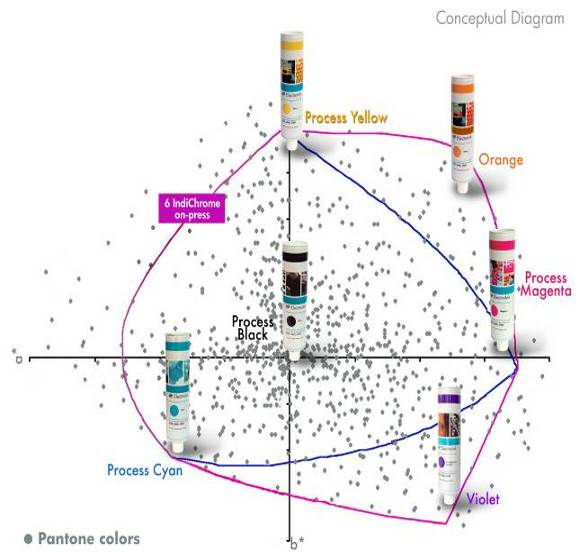 Conceptual Diagram
Process Yellow
Orange
6 IndiChrome
on-press
Process
Magenta
Process
Black
a*
Process Cyan
Violet
Pantone colors
b*